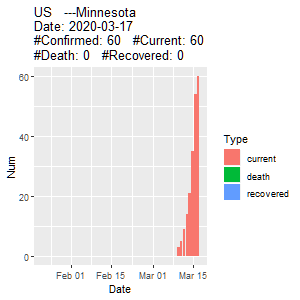 US   ---Minnesota
Date: 2020-03-17
#Confirmed: 60   #Current: 60
#Death: 0   #Recovered: 0
60
40
20
0
Num
Feb 01
Feb 15
Mar 01
Mar 15
Date
Type
current
death
recovered